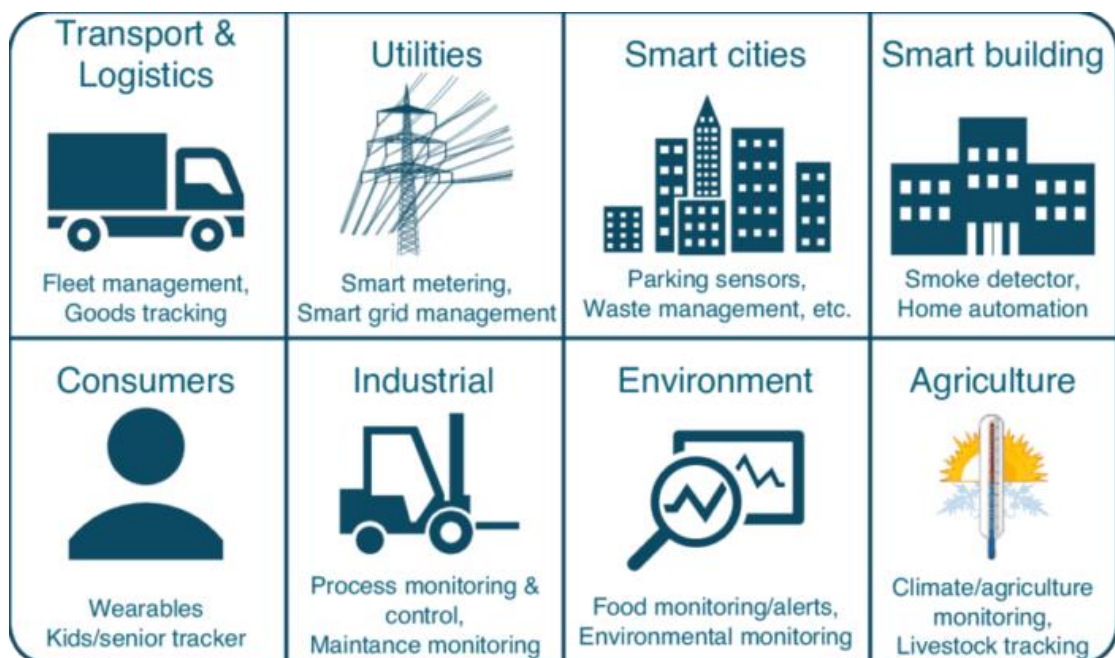 Transport &
Logistics
Fleet management,
Goods tracking
Utilities
Smart metering,
Smart grid management
Smart cities
Parking sensors,
Waste management, etc.
Smart building
Smoke detector,
Home automation
Consumers
Wearables
Kids/senior tracker
Industrial
Process monitoring &
control,
Maintance monitoring
Environment
Food monitoring/alerts,
Environmental monitoring
Agriculture
Climate/agriculture
monitoring,
Livestock tracking